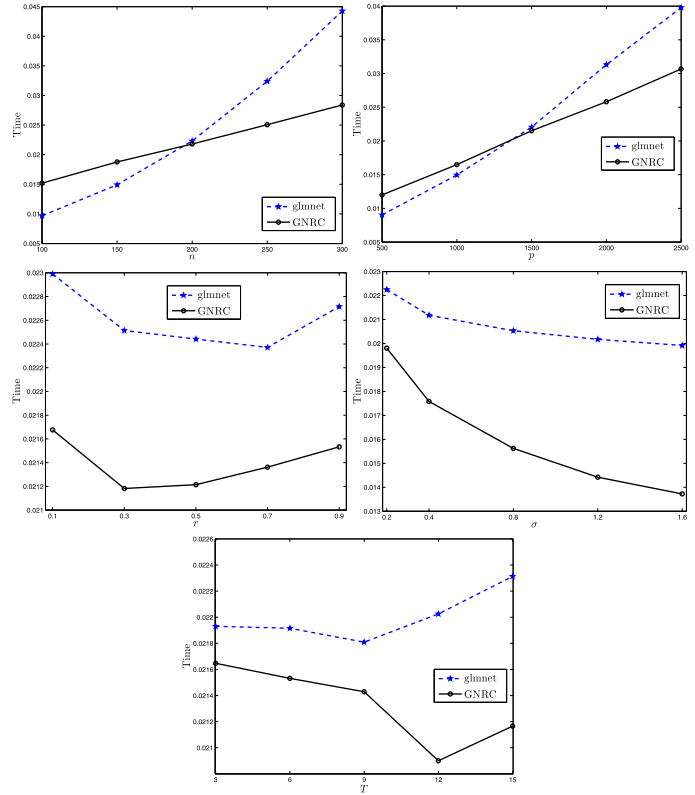 0.045
0.04
0.035
0.03
0.025
0.02
0.015
0.01
0.005
Time
100 150 200 250 300
n
glmnet
GNRC
0.04
0.035
0.03
0.025
0.02
0.015
0.01
0.005
Time
500 1000 1500 2000 2500
p
glmnet
GNRC
0.023
0.0228
0.0226
0.0224
0.0222
0.022
0.0218
0.0216
0.0214
0.0212
0.021
Time
0.1 0.3 0.5 0.7 0.9
r
glmnet
GNRC
0.023
0.022
0.021
0.02
0.019
0.018
0.017
0.016
0.015
0.014
0.013
Time
0.2 0.4 0.8 1.2 1.6
σ
glmnet
GNRC
0.0226
0.0224
0.0222
0.022
0.0218
0.0216
0.0214
0.0212
0.021
Time
3 6 9 12 15
T
glmnet
GNRC